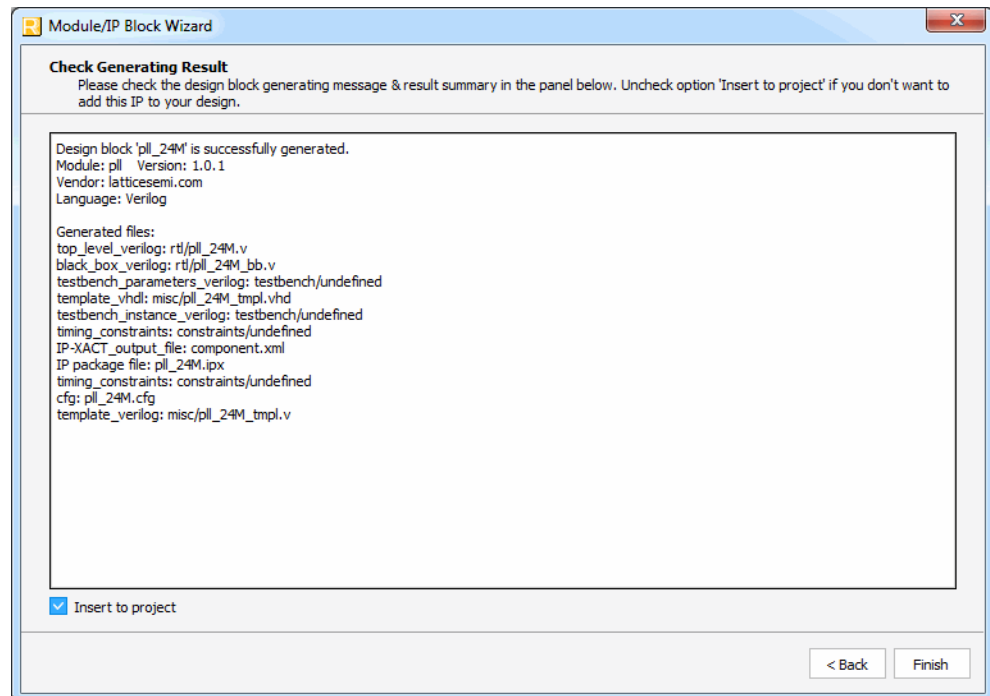 Module/IP Block Wizard
Check Generating Result
Please check the design block generating message & result summary in the panel below. Uncheck option 'Insert to project' if you don't want to
add this IP to your design.
Design block 'pll_24M' is successfully generated.
Module: pll Version: 1.0.1
Vendor: latticesemi.com
Language: Verilog
Generated files:
top_level_verilog: rtl/pll_24M.v
black_box_verilog: rtl/pll_24M_bb.v
testbench_parameters_verilog: testbench/undefined
template_vhdl: misc/pll_24M_tmpl.vhd
testbench_instance_verilog: testbench/undefined
timing_constraints: constraints/undefined
IP-XACT_output_file: component.xml
IP package file: pll_24M.ipx
timing_constraints: constraints/undefined
cfg: pll_24M.cfg
template_verilog: misc/pll_24M_tmpl.v
Insert to project
< Back Finish